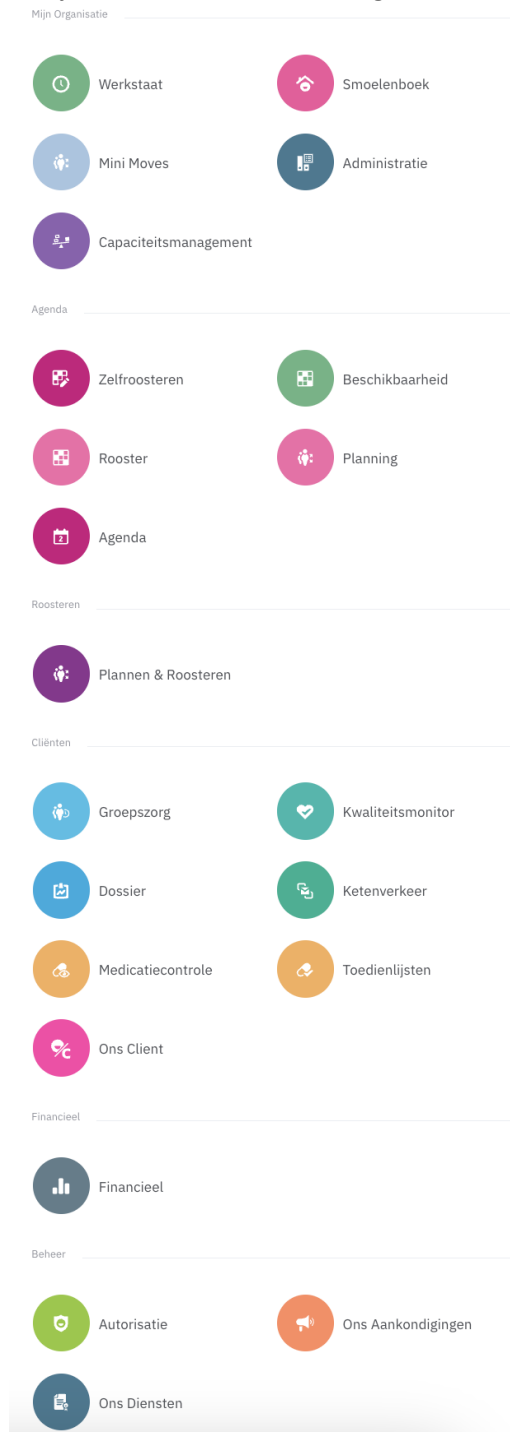 Mijn Organisatie
Werkstaat
Smoelenboek
Mini Moves
Administratie
Capaciteitsmanagement
Agenda
Zelfroosteren
Beschikbaarheid
Rooster
Planning
2
Agenda
Roosteren
Plannen & Roosteren
Cliënten
Groepszorg
Kwaliteitsmonitor
Dossier
Ketenverkeer
Medicatiecontrole
Toedienlijsten
Ons Client
Financieel
Financieel
Beheer
Autorisatie
Ons Aankondigingen
Ons Diensten